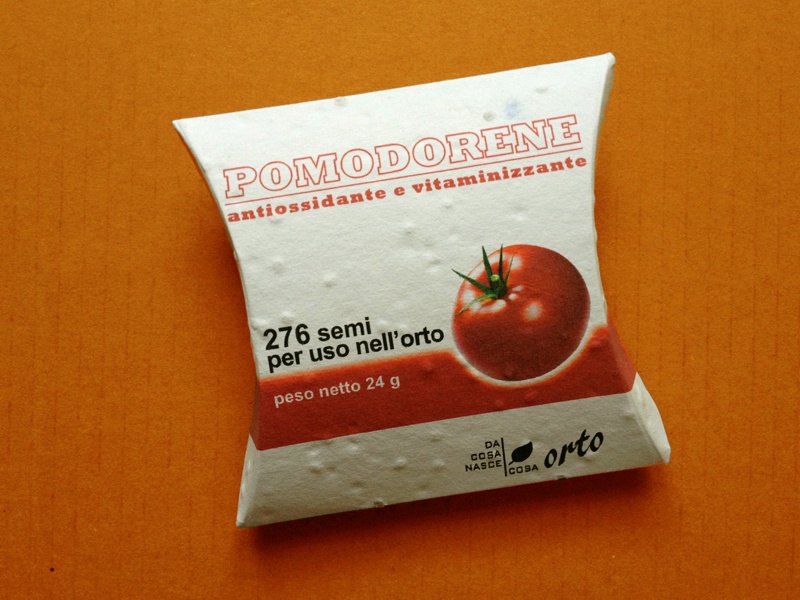 POMODORENE
antiossidante e vitaminizzante
276 semi
per uso nell'orto
peso netto 24 g
DA
COSA
NASCE
COSA
orto